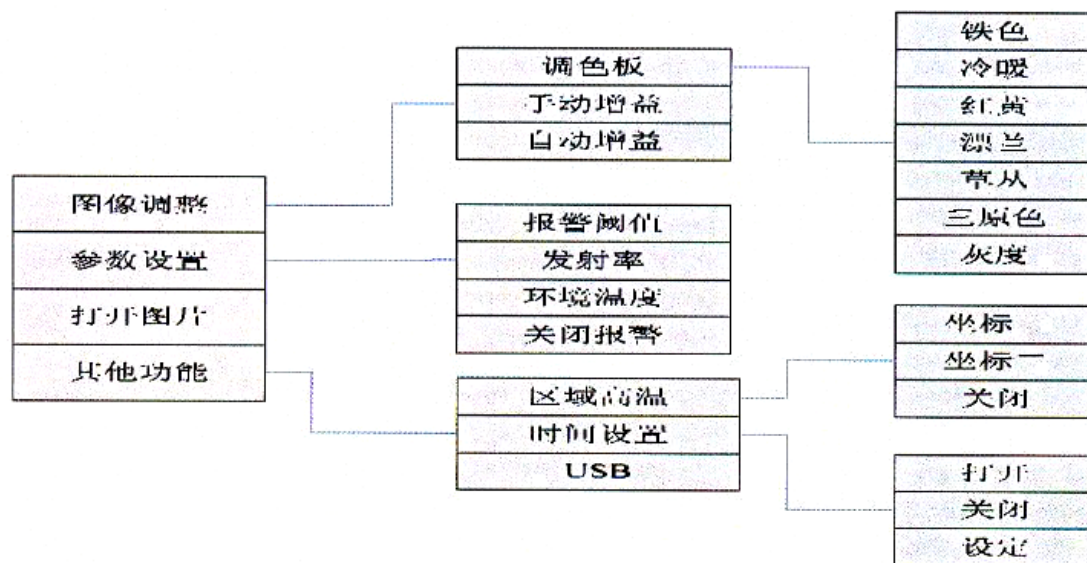 图像调整
参数设置
打开图片
其他功能
调色板
手动增益
自动增益
报警阈值
发射率
环境温度
关闭报警
区域高温
时间设置
USB
铁色
冷暖
红黄
漂兰
草丛
三原色
灰度
坐标一
坐标二
关闭
打开
关闭
设定